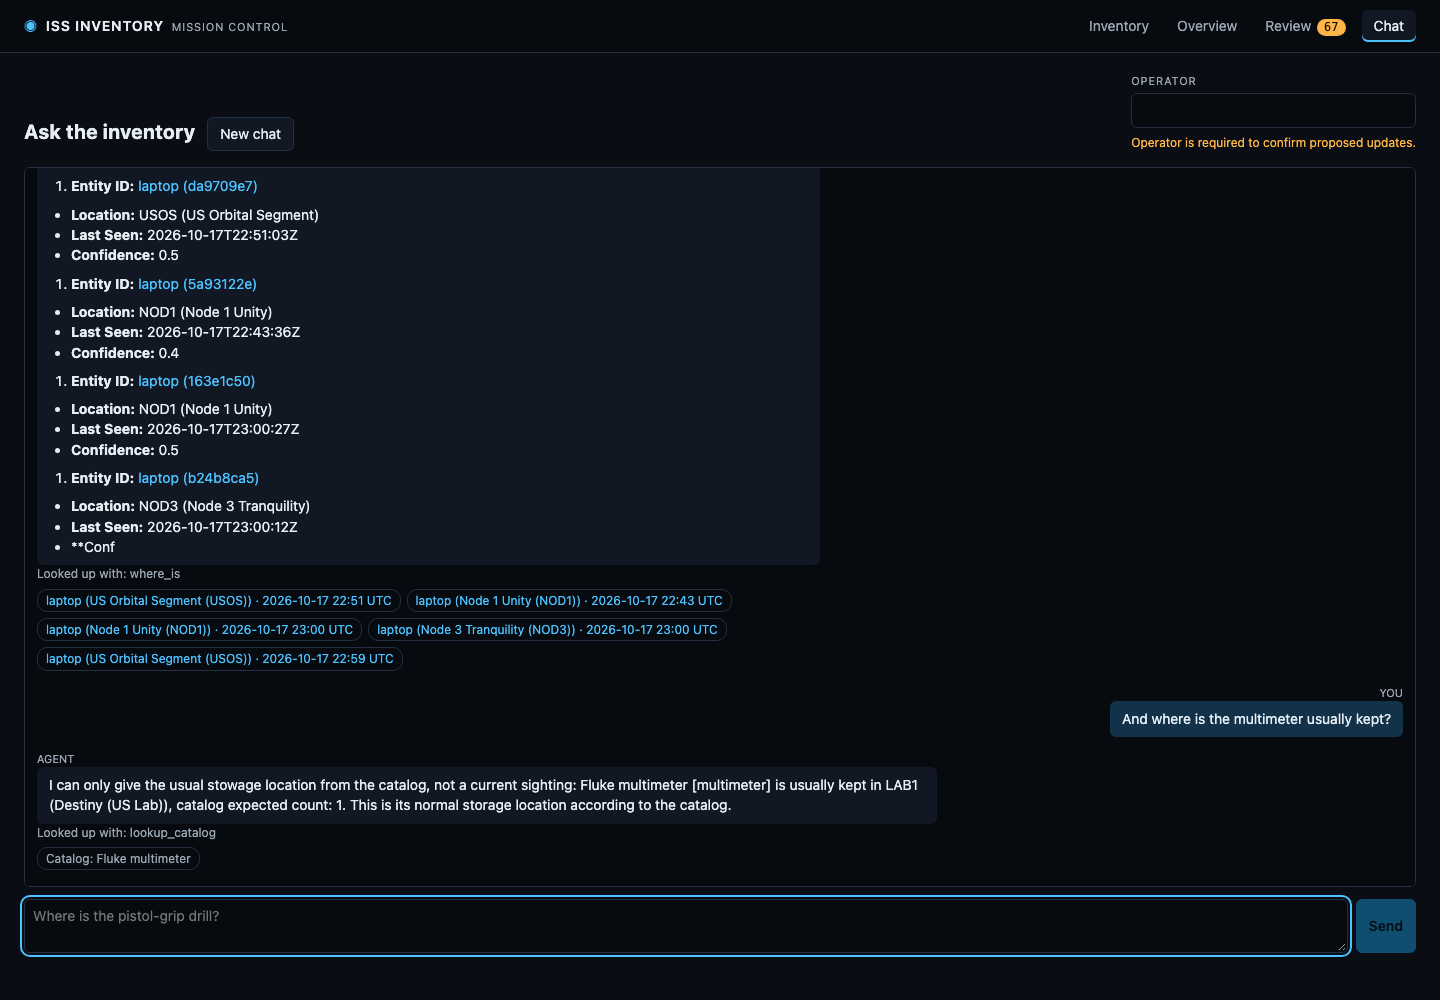 ISS INVENTORY MISSION CONTROL
Inventory
Overview
Review 67
Chat
OPERATOR
Ask the inventory
New chat
Operator is required to confirm proposed updates.
1. Entity ID: laptop (da9709e7)
• Location: USOS (US Orbital Segment)
• Last Seen: 2026-10-17T22:51:03Z
• Confidence: 0.5
1. Entity ID: laptop (5a93122e)
• Location: NOD1 (Node 1 Unity)
• Last Seen: 2026-10-17T22:43:36Z
• Confidence: 0.4
1. Entity ID: laptop (163e1c50)
• Location: NOD1 (Node 1 Unity)
• Last Seen: 2026-10-17T23:00:27Z
• Confidence: 0.5
1. Entity ID: laptop (b24b8ca5)
• Location: NOD3 (Node 3 Tranquility)
• Last Seen: 2026-10-17T23:00:12Z
• **Conf
Looked up with: where_is
laptop (US Orbital Segment (USOS)) · 2026-10-17 22:51 UTC
laptop (Node 1 Unity (NOD1)) · 2026-10-17 22:43 UTC
laptop (Node 1 Unity (NOD1)) · 2026-10-17 23:00 UTC
laptop (Node 3 Tranquility (NOD3)) · 2026-10-17 23:00 UTC
laptop (US Orbital Segment (USOS)) · 2026-10-17 22:59 UTC
YOU
And where is the multimeter usually kept?
AGENT
I can only give the usual stowage location from the catalog, not a current sighting: Fluke multimeter [multimeter] is usually kept in LAB1
(Destiny (US Lab)), catalog expected count: 1. This is its normal storage location according to the catalog.
Looked up with: lookup_catalog
Catalog: Fluke multimeter
Where is the pistol-grip drill?
Send